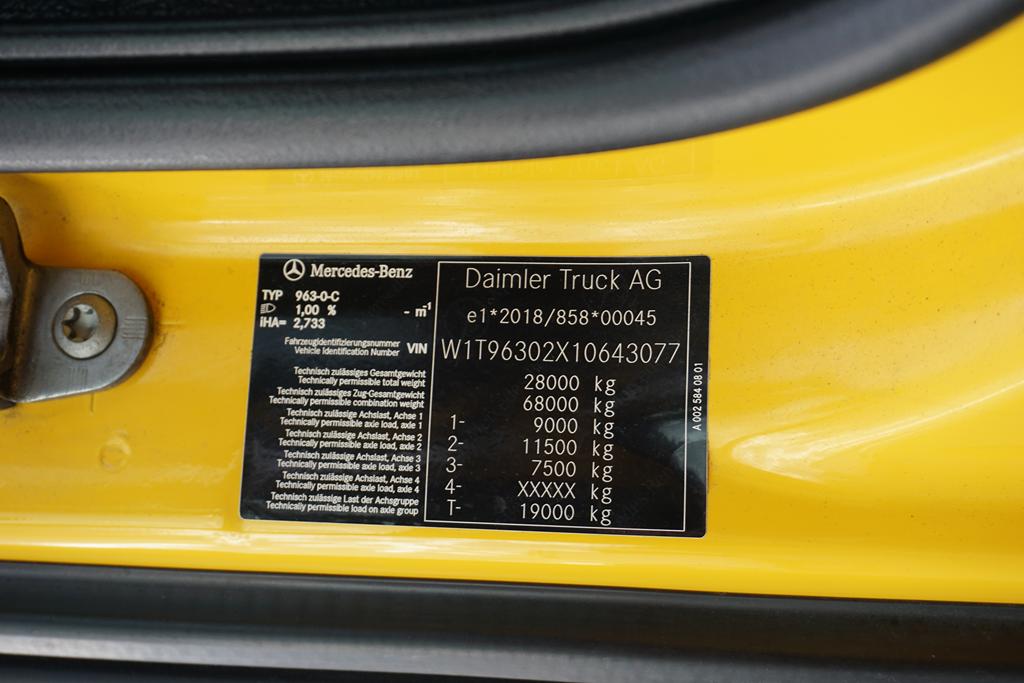 Mercedes-Benz
TYP 963-0-C
1,00 % - m⁻¹
iHA= 2,733
Fahrzeugidentifizierungsnummer
Vehicle Identification Number VIN
Technisch zulässiges Gesamtgewicht
Technically permissible total weight
Technisch zulässiges Zug-Gesamtgewicht
Technically permissible combination weight
Technisch zulässige Achslast, Achse 1
Technically permissible axle load, axle 1
Technisch zulässige Achslast, Achse 2
Technically permissible axle load, axle 2
Technisch zulässige Achslast, Achse 3
Technically permissible axle load, axle 3
Technisch zulässige Achslast, Achse 4
Technically permissible axle load, axle 4
Technisch zulässige Last der Achsgruppe
Technically permissible load on axle group
Daimler Truck AG
e1*2018/858*00045
W1T96302X10643077
28000 kg
68000 kg
1- 9000 kg
2- 11500 kg
3- 7500 kg
4- XXXXX kg
T- 19000 kg
A 002 584 08 01